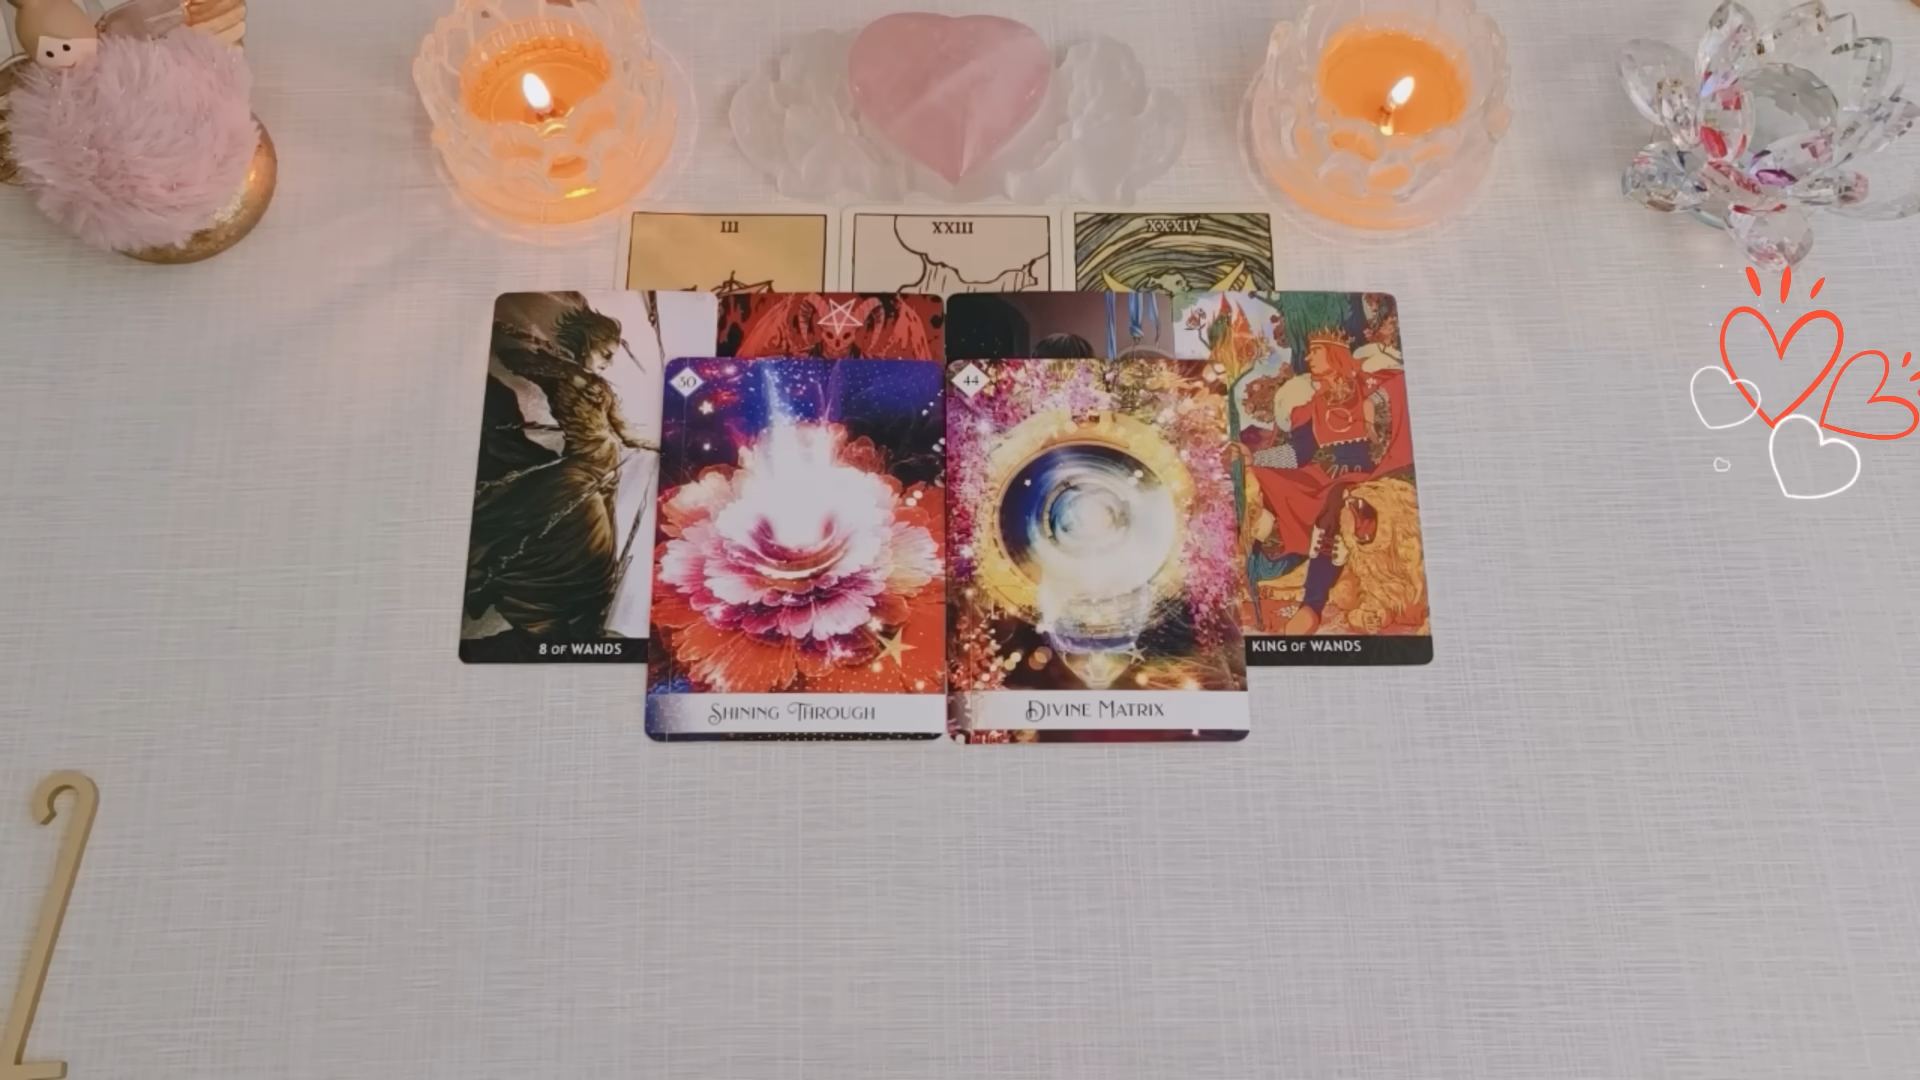 III
XXIII
XXXIV
50
44
8 OF WANDS
KING OF WANDS
SHINING THROUGH
DIVINE MATRIX